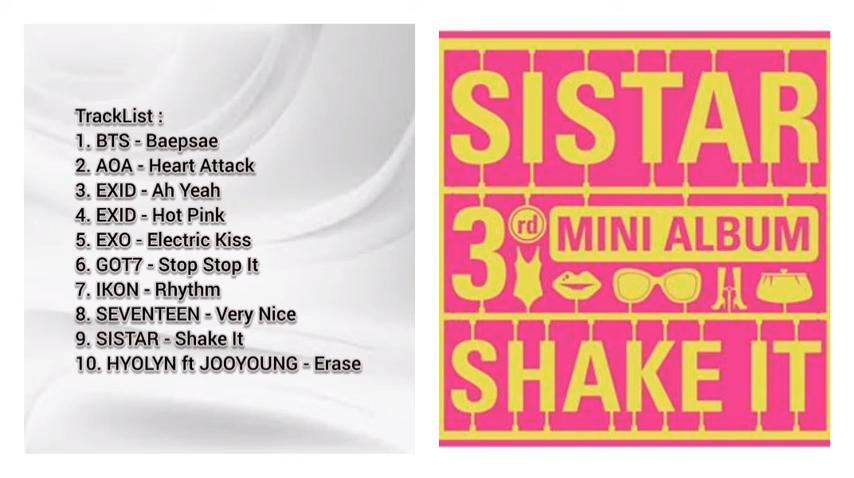 TrackList :
1. BTS - Baepsae
2. AOA - Heart Attack
3. EXID - Ah Yeah
4. EXID - Hot Pink
5. EXO - Electric Kiss
6. GOT7 - Stop Stop It
7. IKON - Rhythm
8. SEVENTEEN - Very Nice
9. SISTAR - Shake It
10. HYOLYN ft JOOYOUNG - Erase
SISTAR
3rd MINI ALBUM
SHAKE IT